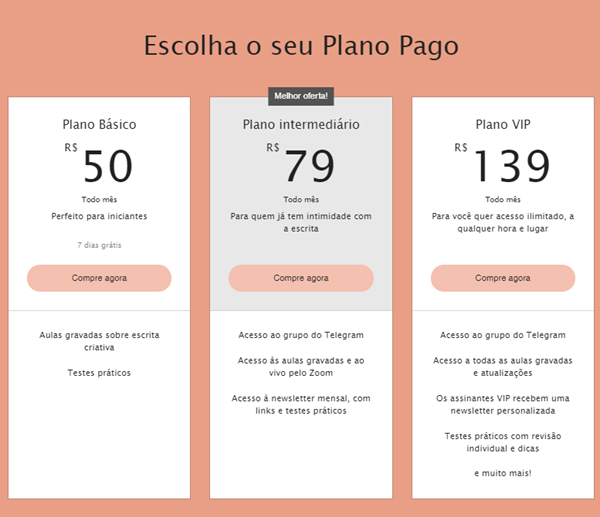 Escolha o seu Plano Pago
Melhor oferta!
Plano Básico
R$ 50
Todo mês
Perfeito para iniciantes
7 dias grátis
Compre agora
Aulas gravadas sobre escrita
criativa
Testes práticos
Plano intermediário
R$ 79
Todo mês
Para quem já tem intimidade com
a escrita
Compre agora
Acesso ao grupo do Telegram
Acesso ás aulas gravadas e ao
vivo pelo Zoom
Acesso á newsletter mensal, com
links e testes práticos
Plano VIP
R$ 139
Todo mês
Para você quer acesso ilimitado, a
qualquer hora e lugar
Compre agora
Acesso ao grupo do Telegram
Acesso a todas as aulas gravadas
e atualizações
Os assinantes VIP recebem uma
newsletter personalizada
Testes práticos com revisão
individual e dicas
e muito mais!